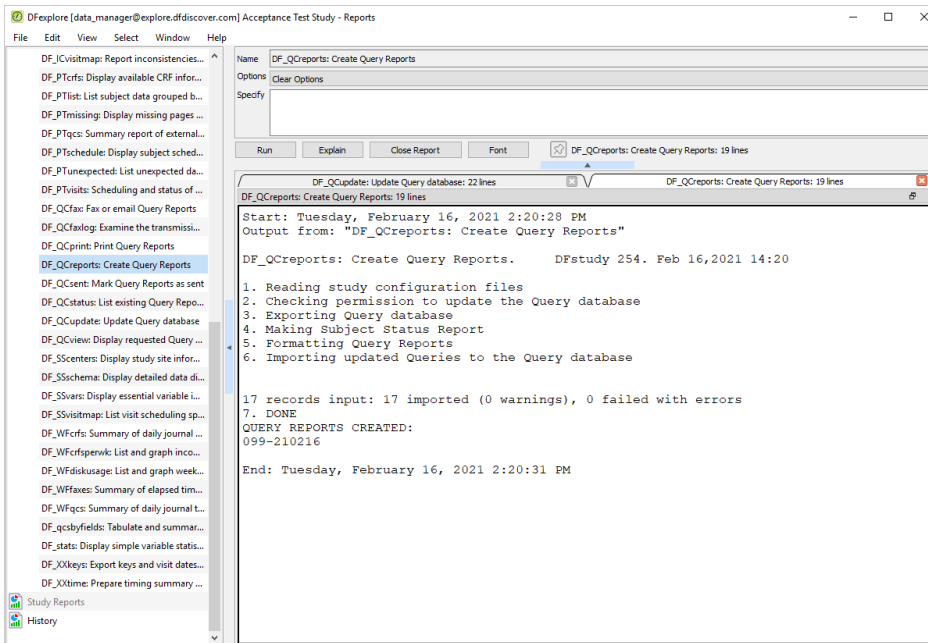 DFexplore [data_manager@explore.dfdiscover.com] Acceptance Test Study - Reports
File Edit View Select Window Help
DF_ICvisitmap: Report inconsistencies...
DF_PTcrfs: Display available CRF infor...
DF_PTlist: List subject data grouped b...
DF_PTmissing: Display missing pages ...
DF_PTqcs: Summary report of external...
DF_PTschedule: Display subject sched...
DF_PTunexpected: List unexpected da...
DF_PTvisits: Scheduling and status of ...
DF_QCfax: Fax or email Query Reports
DF_QCfaxlog: Examine the transmissi...
DF_QCprint: Print Query Reports
DF_QCreports: Create Query Reports
DF_QCsent: Mark Query Reports as sent
DF_QCstatus: List existing Query Repo...
DF_QCupdate: Update Query database
DF_QCview: Display requested Query ...
DF_SScenters: Display study site infor...
DF_SSschema: Display detailed data di...
DF_SSvars: Display essential variable i...
DF_SSvisitmap: List visit scheduling sp...
DF_WFcrfs: Summary of daily journal ...
DF_WFcrfsperwk: List and graph inco...
DF_WFdiskusage: List and graph week...
DF_WFfaxes: Summary of elapsed tim...
DF_WFqcs: Summary of daily journal t...
DF_qcsbyfields: Tabulate and summar...
DF_stats: Display simple variable statis...
DF_XXkeys: Export keys and visit dates...
DF_XXtime: Prepare timing summary ...
Study Reports
History
Name DF_QCreports: Create Query Reports
Options Clear Options
Specify
Run Explain Close Report Font DF_QCreports: Create Query Reports: 19 lines
DF_QCupdate: Update Query database: 22 lines DF_QCreports: Create Query Reports: 19 lines
DF_QCreports: Create Query Reports: 19 lines
Start: Tuesday, February 16, 2021 2:20:28 PM
Output from: "DF_QCreports: Create Query Reports"
DF_QCreports: Create Query Reports. DFstudy 254. Feb 16,2021 14:20
1. Reading study configuration files
2. Checking permission to update the Query database
3. Exporting Query database
4. Making Subject Status Report
5. Formatting Query Reports
6. Importing updated Queries to the Query database
17 records input: 17 imported (0 warnings), 0 failed with errors
7. DONE
QUERY REPORTS CREATED:
099-210216
End: Tuesday, February 16, 2021 2:20:31 PM